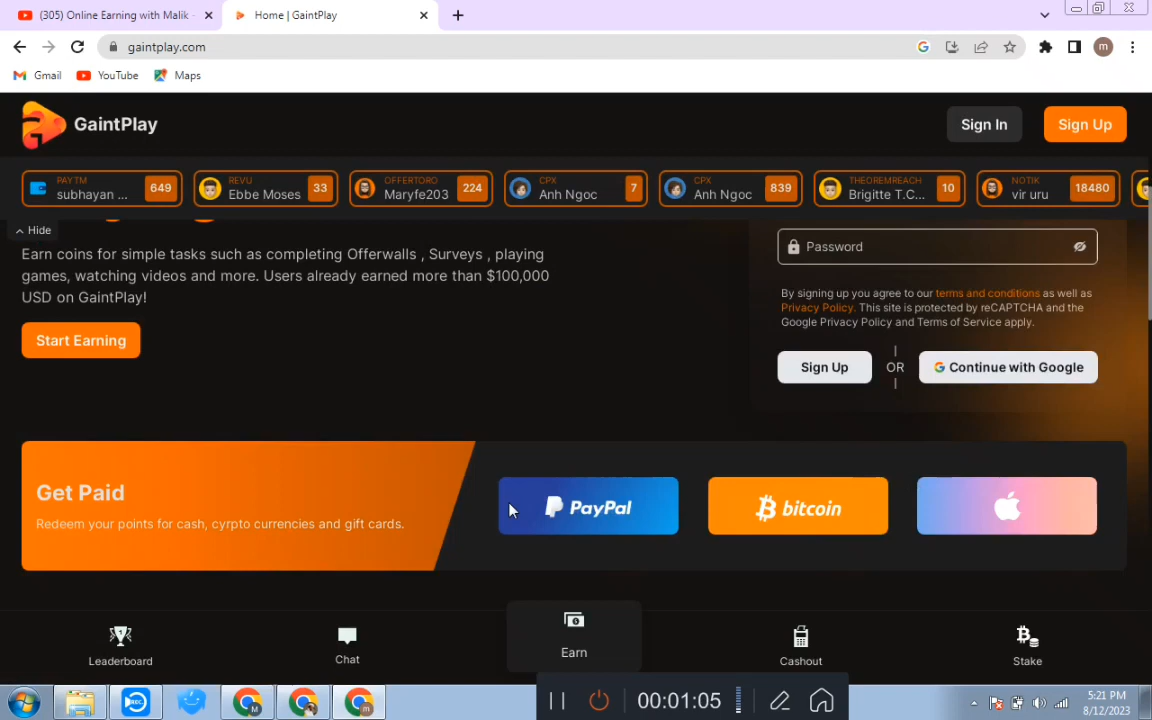 (305) Online Earning with Malik -
Home | GaintPlay
gaintplay.com
m
Gmail
YouTube
Maps
GaintPlay
Sign In
Sign Up
PAYTM
subhayan ...
649
REVU
Ebbe Moses
33
OFFERTORO
Maryfe203
224
CPX
Anh Ngoc
7
CPX
Anh Ngoc
839
THEOREMREACH
Brigitte T.C...
10
NOTIK
vir uru
18480
Hide
Earn coins for simple tasks such as completing Offerwalls , Surveys , playing
games, watching videos and more. Users already earned more than $100,000
USD on GaintPlay!
Start Earning
Password
By signing up you agree to our terms and conditions as well as
Privacy Policy. This site is protected by reCAPTCHA and the
Google Privacy Policy and Terms of Service apply.
Sign Up
OR
Continue with Google
Get Paid
Redeem your points for cash, cyrpto currencies and gift cards.
PayPal
bitcoin
Leaderboard
Chat
Earn
Cashout
Stake
REC
M
m
00:01:05
5:21 PM
8/12/2023